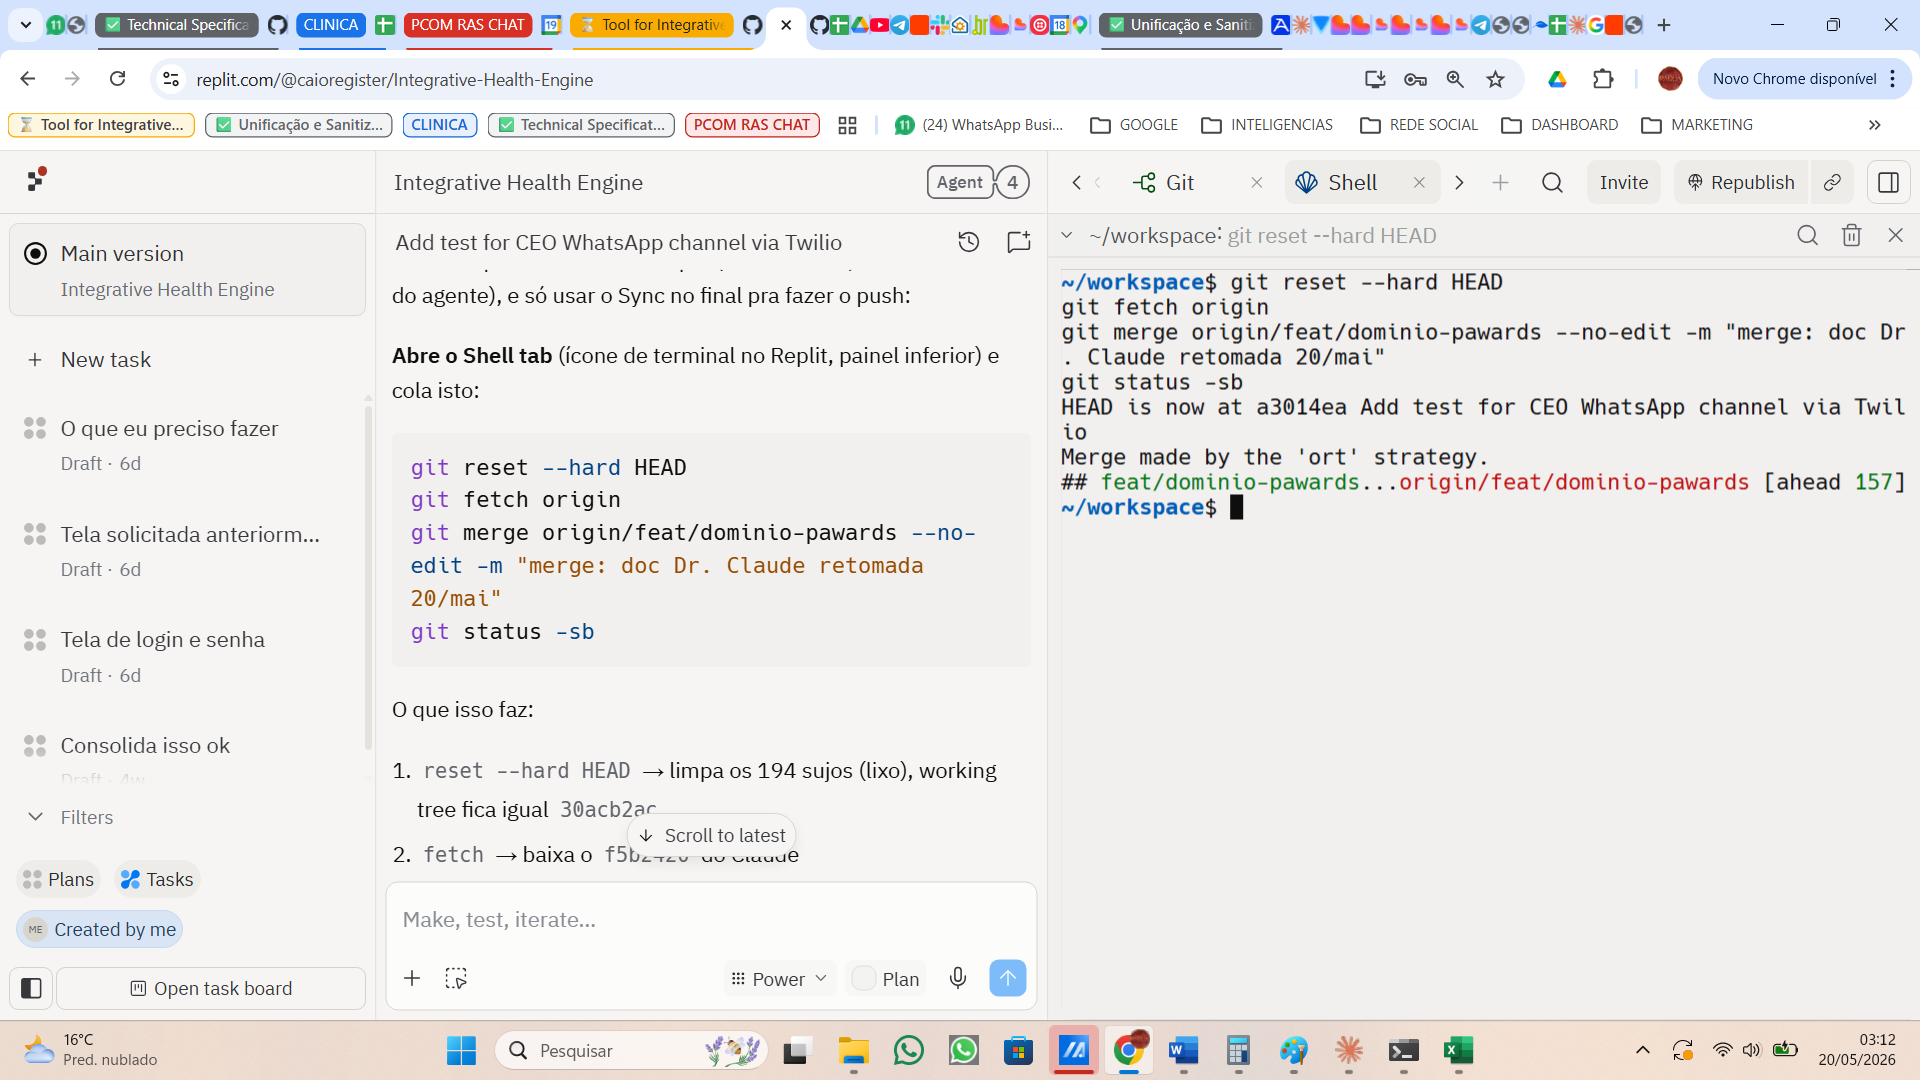 Technical Specifica
CLINICA
PCOM RAS CHAT
19
Tool for Integrative
18
Unificação e Saniti
replit.com/@caioregister/Integrative-Health-Engine
Novo Chrome disponível
Tool for Integrative...
Unificação e Sanitiz...
CLINICA
Technical Specificat...
PCOM RAS CHAT
11
(24) WhatsApp Busi...
GOOGLE
INTELIGENCIAS
REDE SOCIAL
DASHBOARD
MARKETING
Integrative Health Engine
Agent
4
Git
Shell
Invite
Republish
Main version
Integrative Health Engine
New task
O que eu preciso fazer
Draft · 6d
Tela solicitada anteriorm...
Draft · 6d
Tela de login e senha
Draft · 6d
Consolida isso ok
Draft · 4w
Filters
Plans
Tasks
ME
Created by me
Open task board
Add test for CEO WhatsApp channel via Twilio
do agente), e só usar o Sync no final pra fazer o push:
Abre o Shell tab (ícone de terminal no Replit, painel inferior) e
cola isto:
git reset --hard HEAD
git fetch origin
git merge origin/feat/dominio-pawards --no-
edit -m "merge: doc Dr. Claude retomada
20/mai"
git status -sb
O que isso faz:
1. reset --hard HEAD → limpa os 194 sujos (lixo), working
tree fica igual 30acb2ac
Scroll to latest
2. fetch → baixa o f5b2420 do Claude
Make, test, iterate...
Power
Plan
~/workspace: git reset --hard HEAD
~/workspace$ git reset --hard HEAD
git fetch origin
git merge origin/feat/dominio-pawards --no-edit -m "merge: doc Dr
. Claude retomada 20/mai"
git status -sb
HEAD is now at a3014ea Add test for CEO WhatsApp channel via Twil
io
Merge made by the 'ort' strategy.
## feat/dominio-pawards...origin/feat/dominio-pawards [ahead 157]
~/workspace$
16°C
Pred. nublado
Pesquisar
03:12
20/05/2026